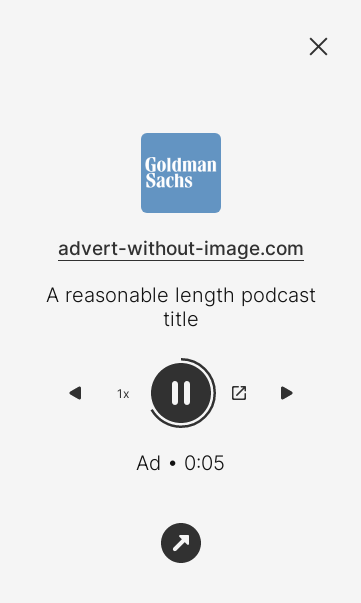 Goldman
Sachs
advert-without-image.com
A reasonable length podcast
title
1x
Ad • 0:05